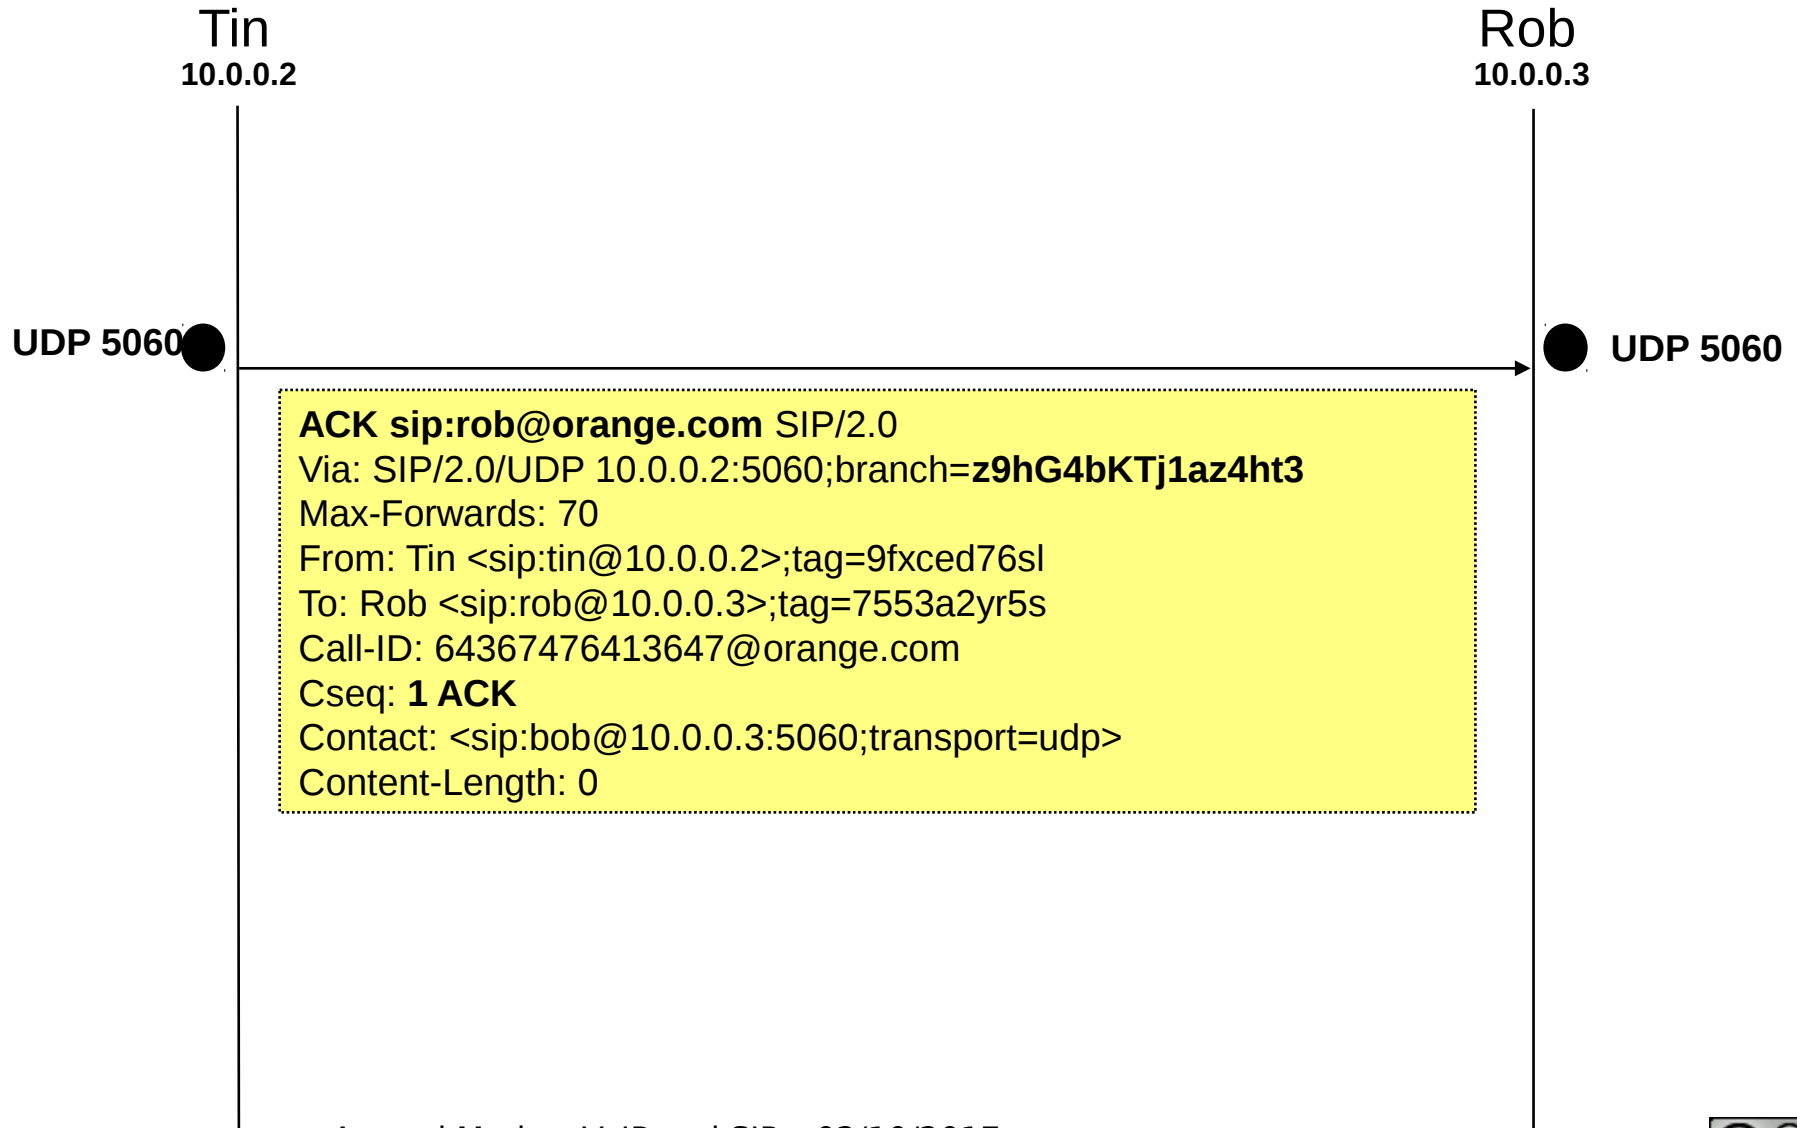 Tin
10.0.0.2
Rob
10.0.0.3
UDP 5060
UDP 5060
ACK sip:rob@orange.com SIP/2.0
Via: SIP/2.0/UDP 10.0.0.2:5060;branch=z9hG4bKTj1az4ht3
Max-Forwards: 70
From: Tin <sip:tin@10.0.0.2>;tag=9fxced76sl
To: Rob <sip:rob@10.0.0.3>;tag=7553a2yr5s
Call-ID: 64367476413647@orange.com
Cseq: 1 ACK
Contact: <sip:bob@10.0.0.3:5060;transport=udp>
Content-Length: 0